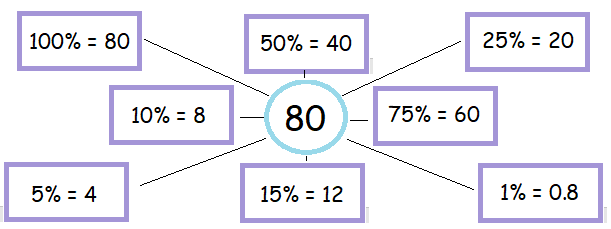 100% = 80
50% = 40
25% = 20
10% = 8
80
75% = 60
5% = 4
15% = 12
1% = 0.8